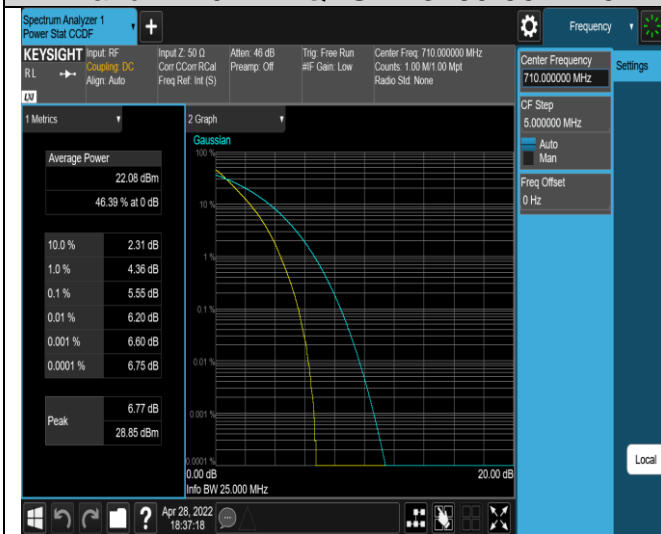 Spectrum Analyzer 1
Power Stat CCDF
Frequency
KEYSIGHT
RL
LXI
Input: RF
Coupling: DC
Align: Auto
Input Z: 50 Ω
Corr CCorr RCal
Freq Ref: Int (S)
Atten: 46 dB
Preamp: Off
Trig: Free Run
#IF Gain: Low
Center Freq: 710.000000 MHz
Counts: 1.00 M/1.00 Mpt
Radio Std: None
Center Frequency
710.000000 MHz
Settings
CF Step
5.000000 MHz
Auto
Man
Freq Offset
0 Hz
1 Metrics
Average Power
22.08 dBm
46.39 % at 0 dB
10.0 % 2.31 dB
1.0 % 4.36 dB
0.1 % 5.55 dB
0.01 % 6.20 dB
0.001 % 6.60 dB
0.0001 % 6.75 dB
Peak
6.77 dB
28.85 dBm
2 Graph
Gaussian
100 %
10 %
1 %
0.1 %
0.01 %
0.001 %
0.0001 %
0.00 dB 20.00 dB
Info BW 25.000 MHz
Local
?
Apr 28, 2022
18:37:18